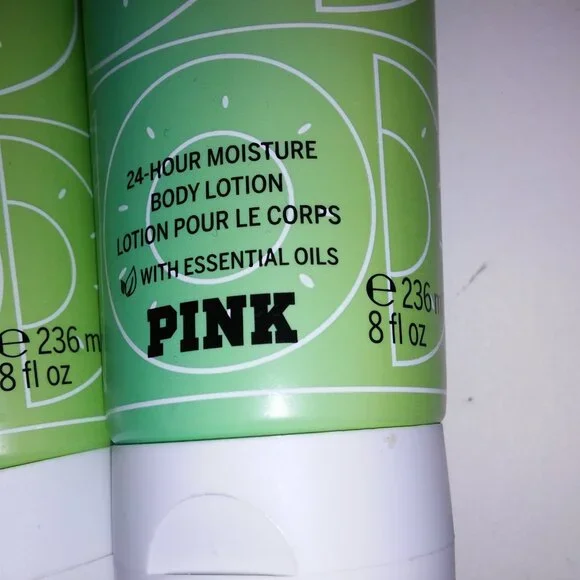 24-HOUR MOISTURE
BODY LOTION
LOTION POUR LE CORPS
WITH ESSENTIAL OILS
PINK
e 236
8 fl oz
e 236 m
8 fl oz